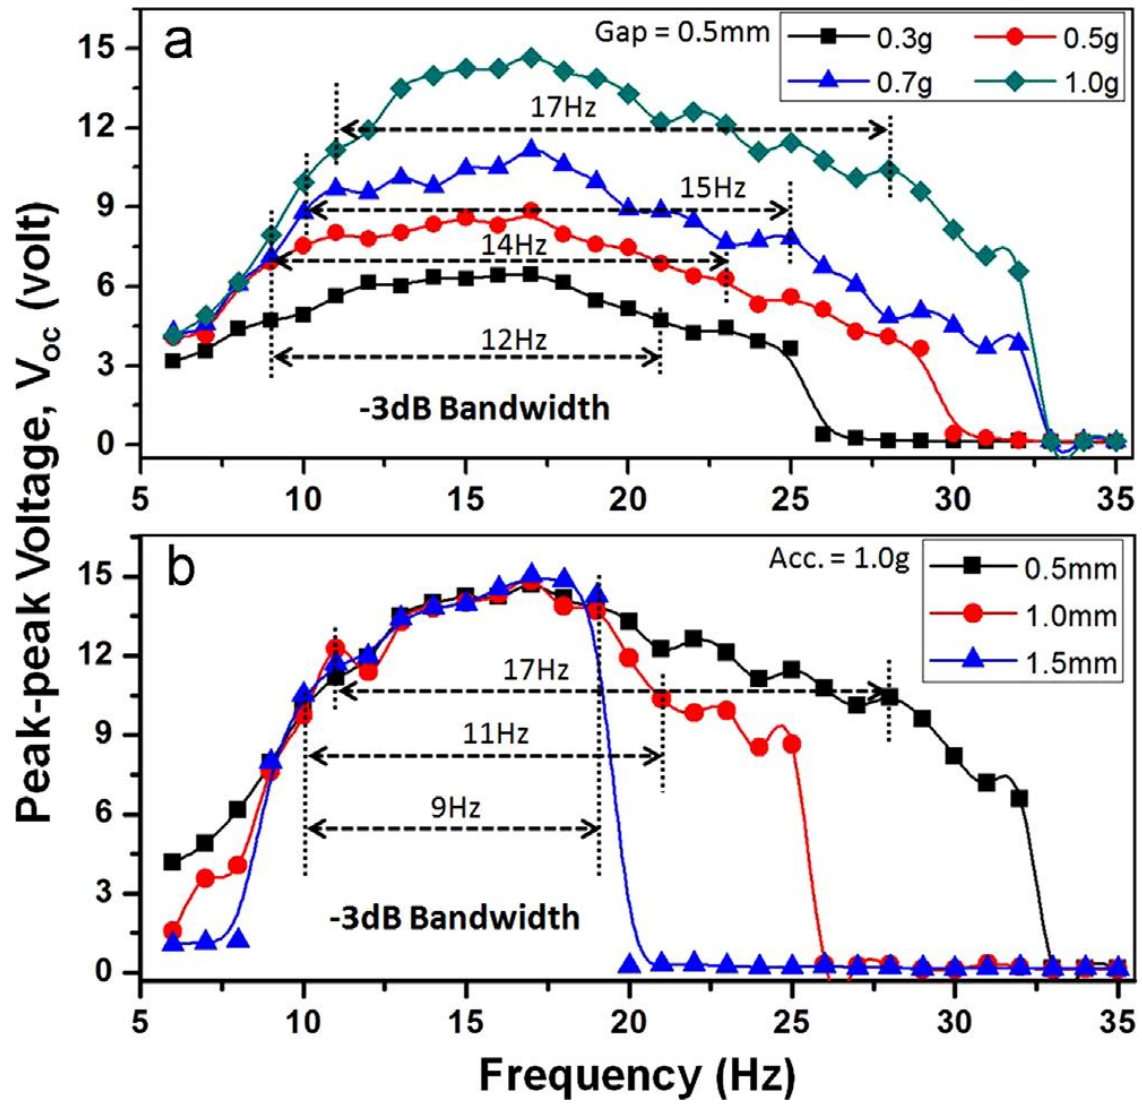 Peak-peak Voltage, Voc (volt)
a
Gap = 0.5mm
0.3g
0.5g
0.7g
1.0g
17Hz
15Hz
14Hz
12Hz
-3dB Bandwidth
15
12
9
6
3
0
5
10
15
20
25
30
35
b
Acc. = 1.0g
0.5mm
1.0mm
1.5mm
17Hz
11Hz
9Hz
-3dB Bandwidth
15
12
9
6
3
0
5
10
15
20
25
30
35
Frequency (Hz)